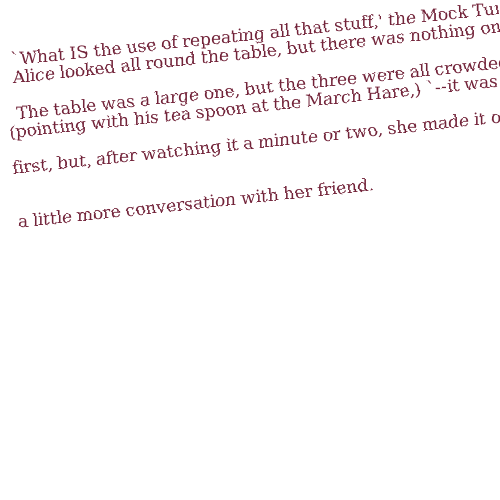 `What IS the use of repeating all that stuff,' the Mock
Alice looked all round the table, but there was nothing on
The table was a large one, but the three were all
(pointing with his tea spoon at the March Hare,) `--it was
first, but, after watching it a minute or two, she made it
a little more conversation with her friend.